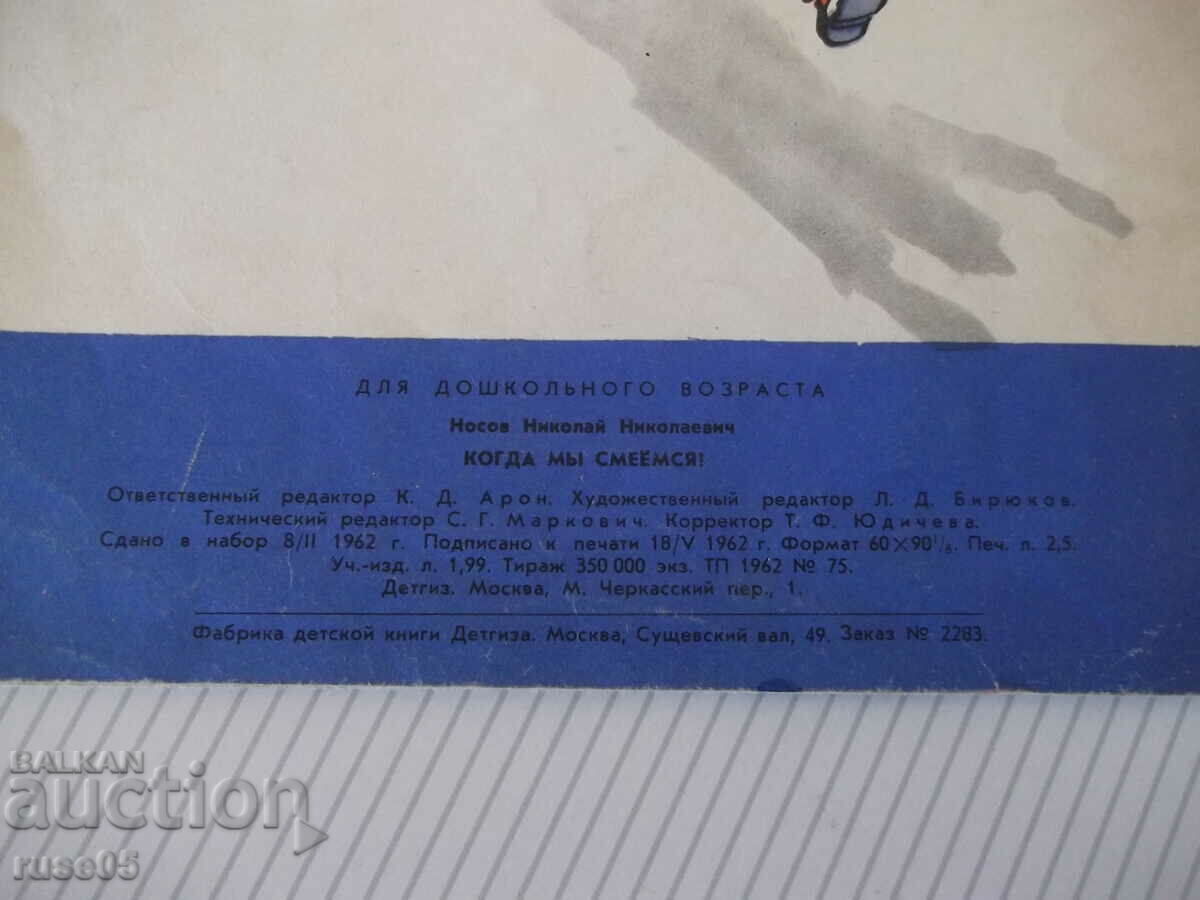 ДЛЯ ДОШКОЛЬНОГО ВОЗРАСТА
Носов Николай Николаевич
КОГДА МЫ СМЕЁМСЯ!
Ответственный редактор К. Д. Арон. Художественный редактор Л. Д. Бирюков.
Технический редактор С. Г. Маркович. Корректор Т. Ф. Юдичева.
Сдано в набор 8/II 1962 г. Подписано к печати 18/V 1962 г. Формат 60×90¹/₈. Печ. л. 2,5.
Уч.-изд. л. 1,99. Тираж 350 000 экз. ТП 1962 № 75.
Детгиз. Москва, М. Черкасский пер., 1.
Фабрика детской книги Детгиза. Москва, Сущевский вал, 49. Заказ № 2283.
BALKAN
auction
ruse05